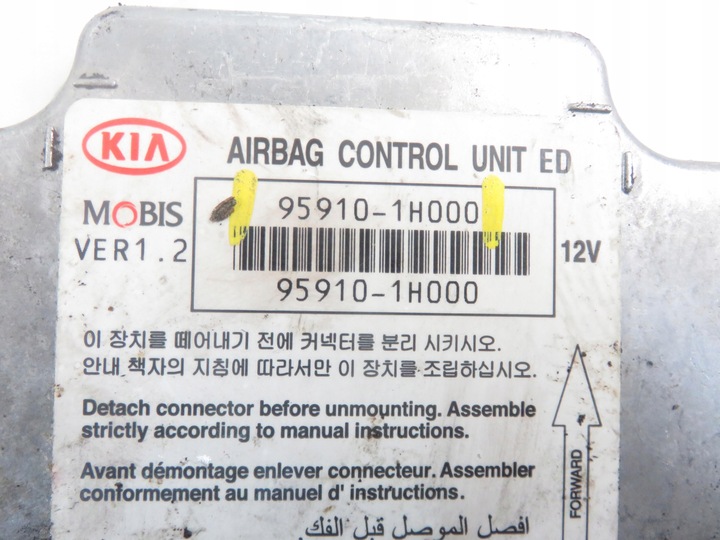 KIA
AIRBAG CONTROL UNIT ED
MOBIS
VER1.2
95910-1H000
95910-1H000
12V
이 장치를 떼어내기 전에 커넥터를 분리 시키시오.
안내 책자의 지침에 따라서만 이 장치를 조립하십시오.
Detach connector before unmounting. Assemble
strictly according to manual instructions.
Avant démontage enlever connecteur. Assembler
conformement au manuel d' instructions.
افصل الموصل قبل الفك.
FORWARD